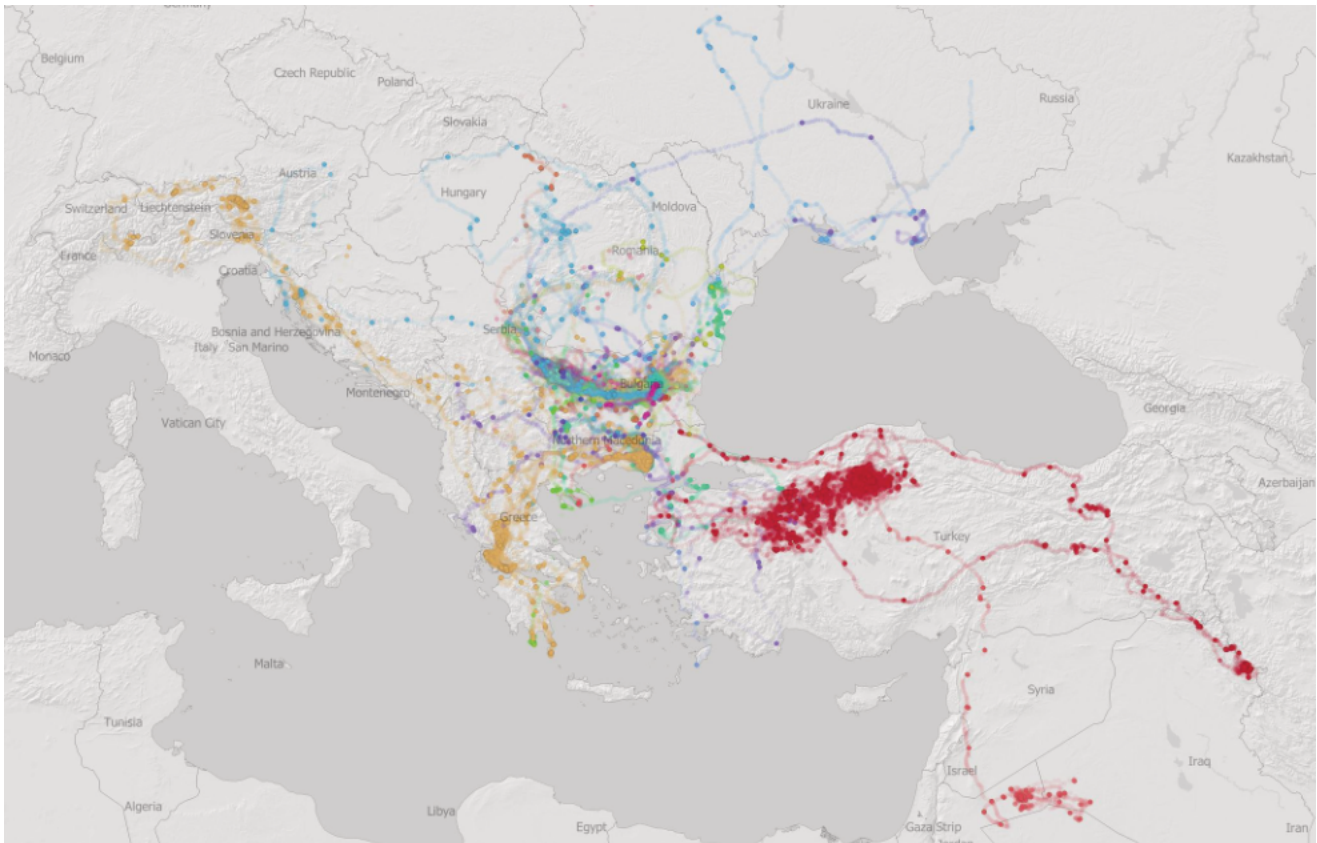 Germany
Belgium
Czech Republic
Poland
Ukraine
Russia
Slovakia
Kazakhstan
Austria
Hungary
Switzerland
Liechtenstein
Moldova
Slovenia
France
Romania
Croatia
Serbia
Bosnia and Herzegovina
Italy
San Marino
Monaco
Bulgaria
Montenegro
Georgia
Vatican City
Northern Macedonia
Azerbaijan
Greece
Turkey
Malta
Syria
Tunisia
Iraq
Israel
Algeria
Libya
Egypt
Gaza Strip
Iran
Jordan